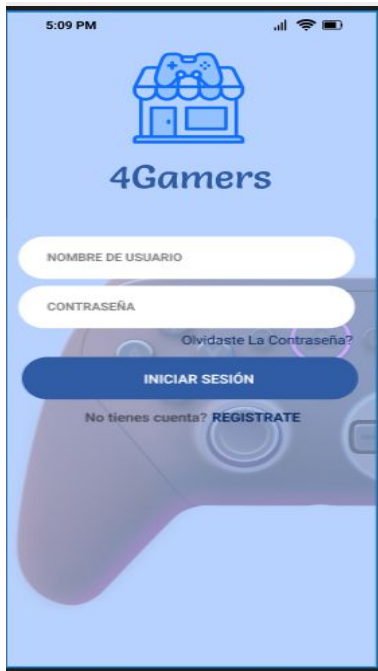 5:09 PM
4Gamers
NOMBRE DE USUARIO
CONTRASEÑA
Olvidaste La Contraseña?
INICIAR SESIÓN
No tienes cuenta? REGISTRATE